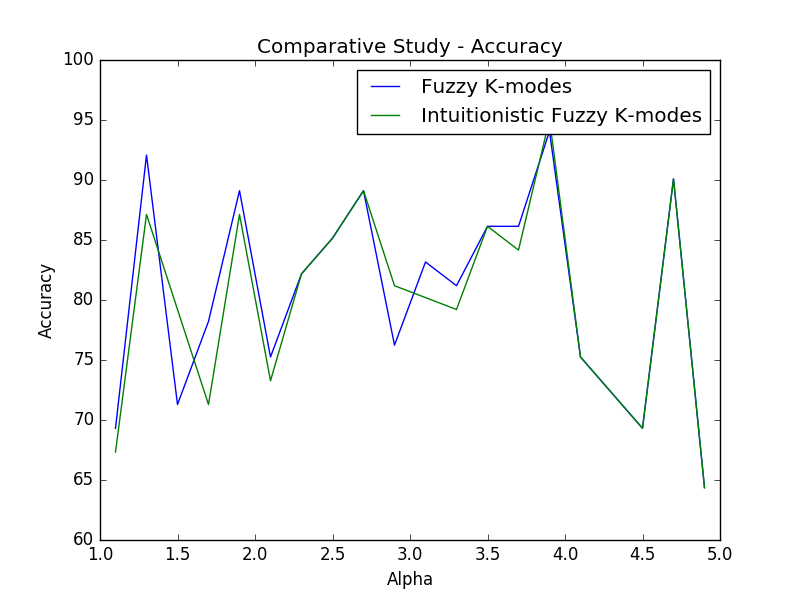 Comparative Study - Accuracy
Fuzzy K-modes
Intuitionistic Fuzzy K-modes
100
95
90
85
80
75
70
65
60
Accuracy
1.0 1.5 2.0 2.5 3.0 3.5 4.0 4.5 5.0
Alpha